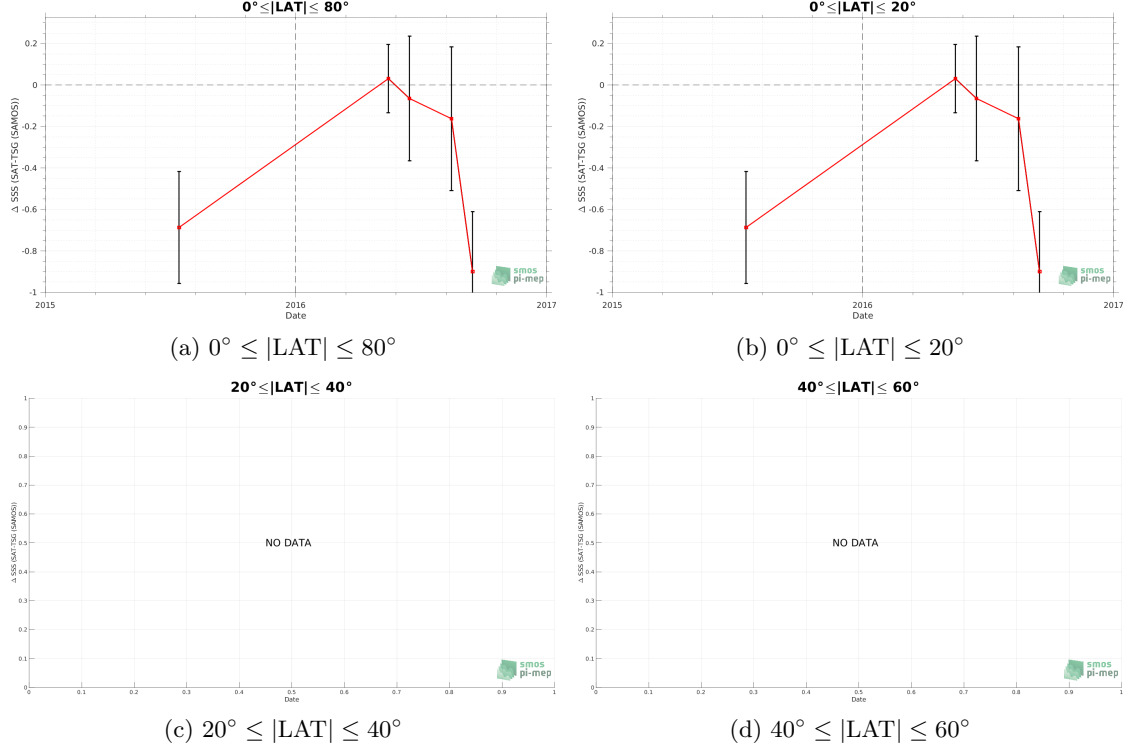 0°≤|LAT|≤ 80°
Δ SSS (SAT-TSG (SAMOS))
0.2
0
-0.2
-0.4
-0.6
-0.8
-1
2015
2016
2017
Date
smos
pi-mep
(a) 0° ≤ |LAT| ≤ 80°
0°≤|LAT|≤ 20°
Δ SSS (SAT-TSG (SAMOS))
0.2
0
-0.2
-0.4
-0.6
-0.8
-1
2015
2016
2017
Date
smos
pi-mep
(b) 0° ≤ |LAT| ≤ 20°
20°≤|LAT|≤ 40°
Δ SSS (SAT-TSG (SAMOS))
1
0.9
0.8
0.7
0.6
0.5
0.4
0.3
0.2
0.1
0
NO DATA
0 0.1 0.2 0.3 0.4 0.5 0.6 0.7 0.8 0.9 1
Date
smos
pi-mep
(c) 20° ≤ |LAT| ≤ 40°
40°≤|LAT|≤ 60°
Δ SSS (SAT-TSG (SAMOS))
1
0.9
0.8
0.7
0.6
0.5
0.4
0.3
0.2
0.1
0
NO DATA
0 0.1 0.2 0.3 0.4 0.5 0.6 0.7 0.8 0.9 1
Date
smos
pi-mep
(d) 40° ≤ |LAT| ≤ 60°